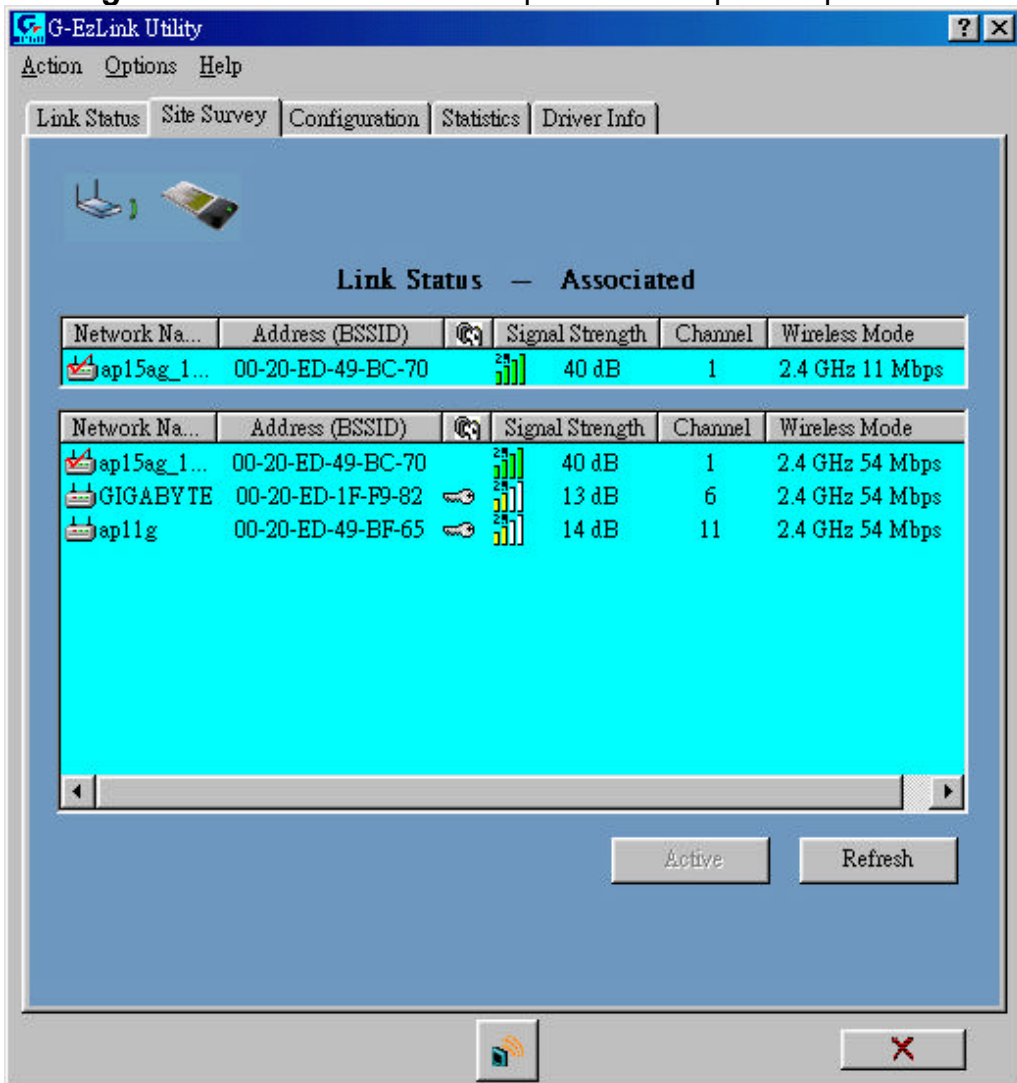 G-EzLink Utility
Action Options Help
Link Status Site Survey Configuration Statistics Driver Info
Link Status – Associated
Network Na... Address (BSSID) Signal Strength Channel Wireless Mode
ap15ag_1... 00-20-ED-49-BC-70 40 dB 1 2.4 GHz 11 Mbps
Network Na... Address (BSSID) Signal Strength Channel Wireless Mode
ap15ag_1... 00-20-ED-49-BC-70 40 dB 1 2.4 GHz 54 Mbps
GIGABYTE 00-20-ED-1F-F9-82 13 dB 6 2.4 GHz 54 Mbps
ap11g 00-20-ED-49-BF-65 14 dB 11 2.4 GHz 54 Mbps
Active Refresh